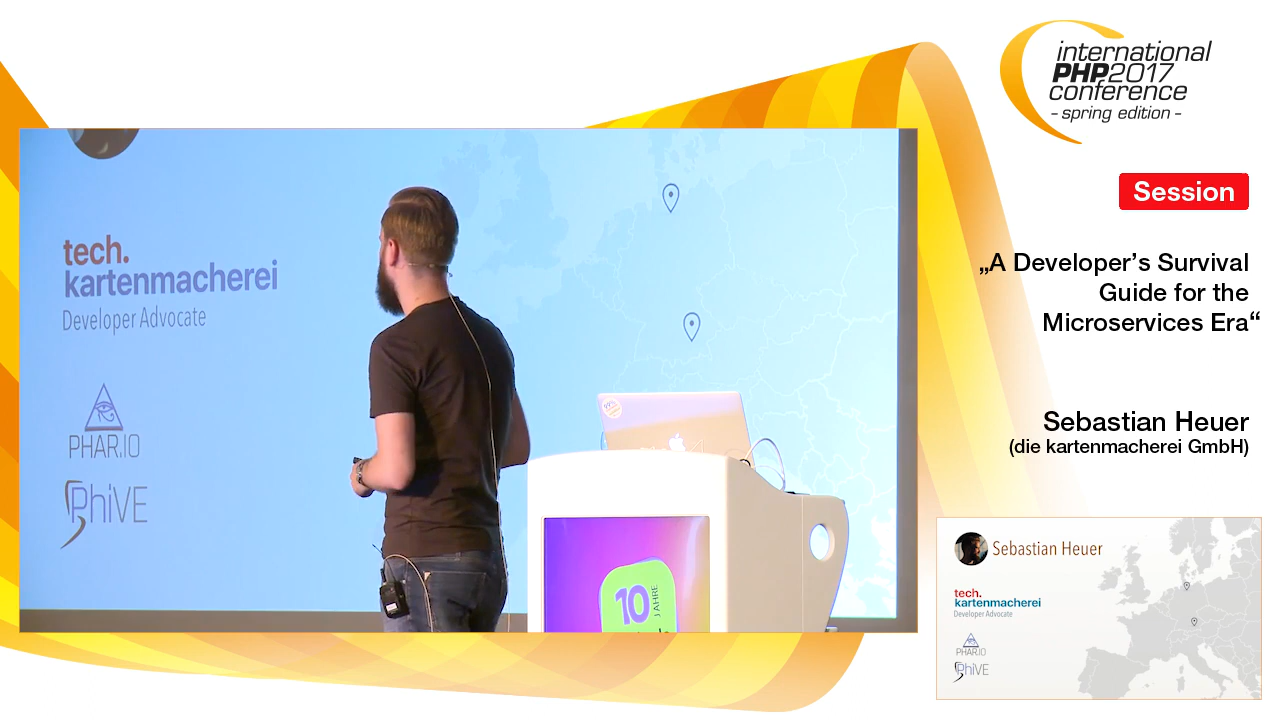 international
PHP2017
conference
- spring edition -
Session
„A Developer’s Survival
Guide for the
Microservices Era“
Sebastian Heuer
(die kartenmacherei GmbH)
tech.
kartenmacherei
Developer Advocate
PHAR.IO
PhiVE
99%
10
JAHRE
Sebastian Heuer
tech.
kartenmacherei
Developer Advocate
PHAR.IO
PhiVE